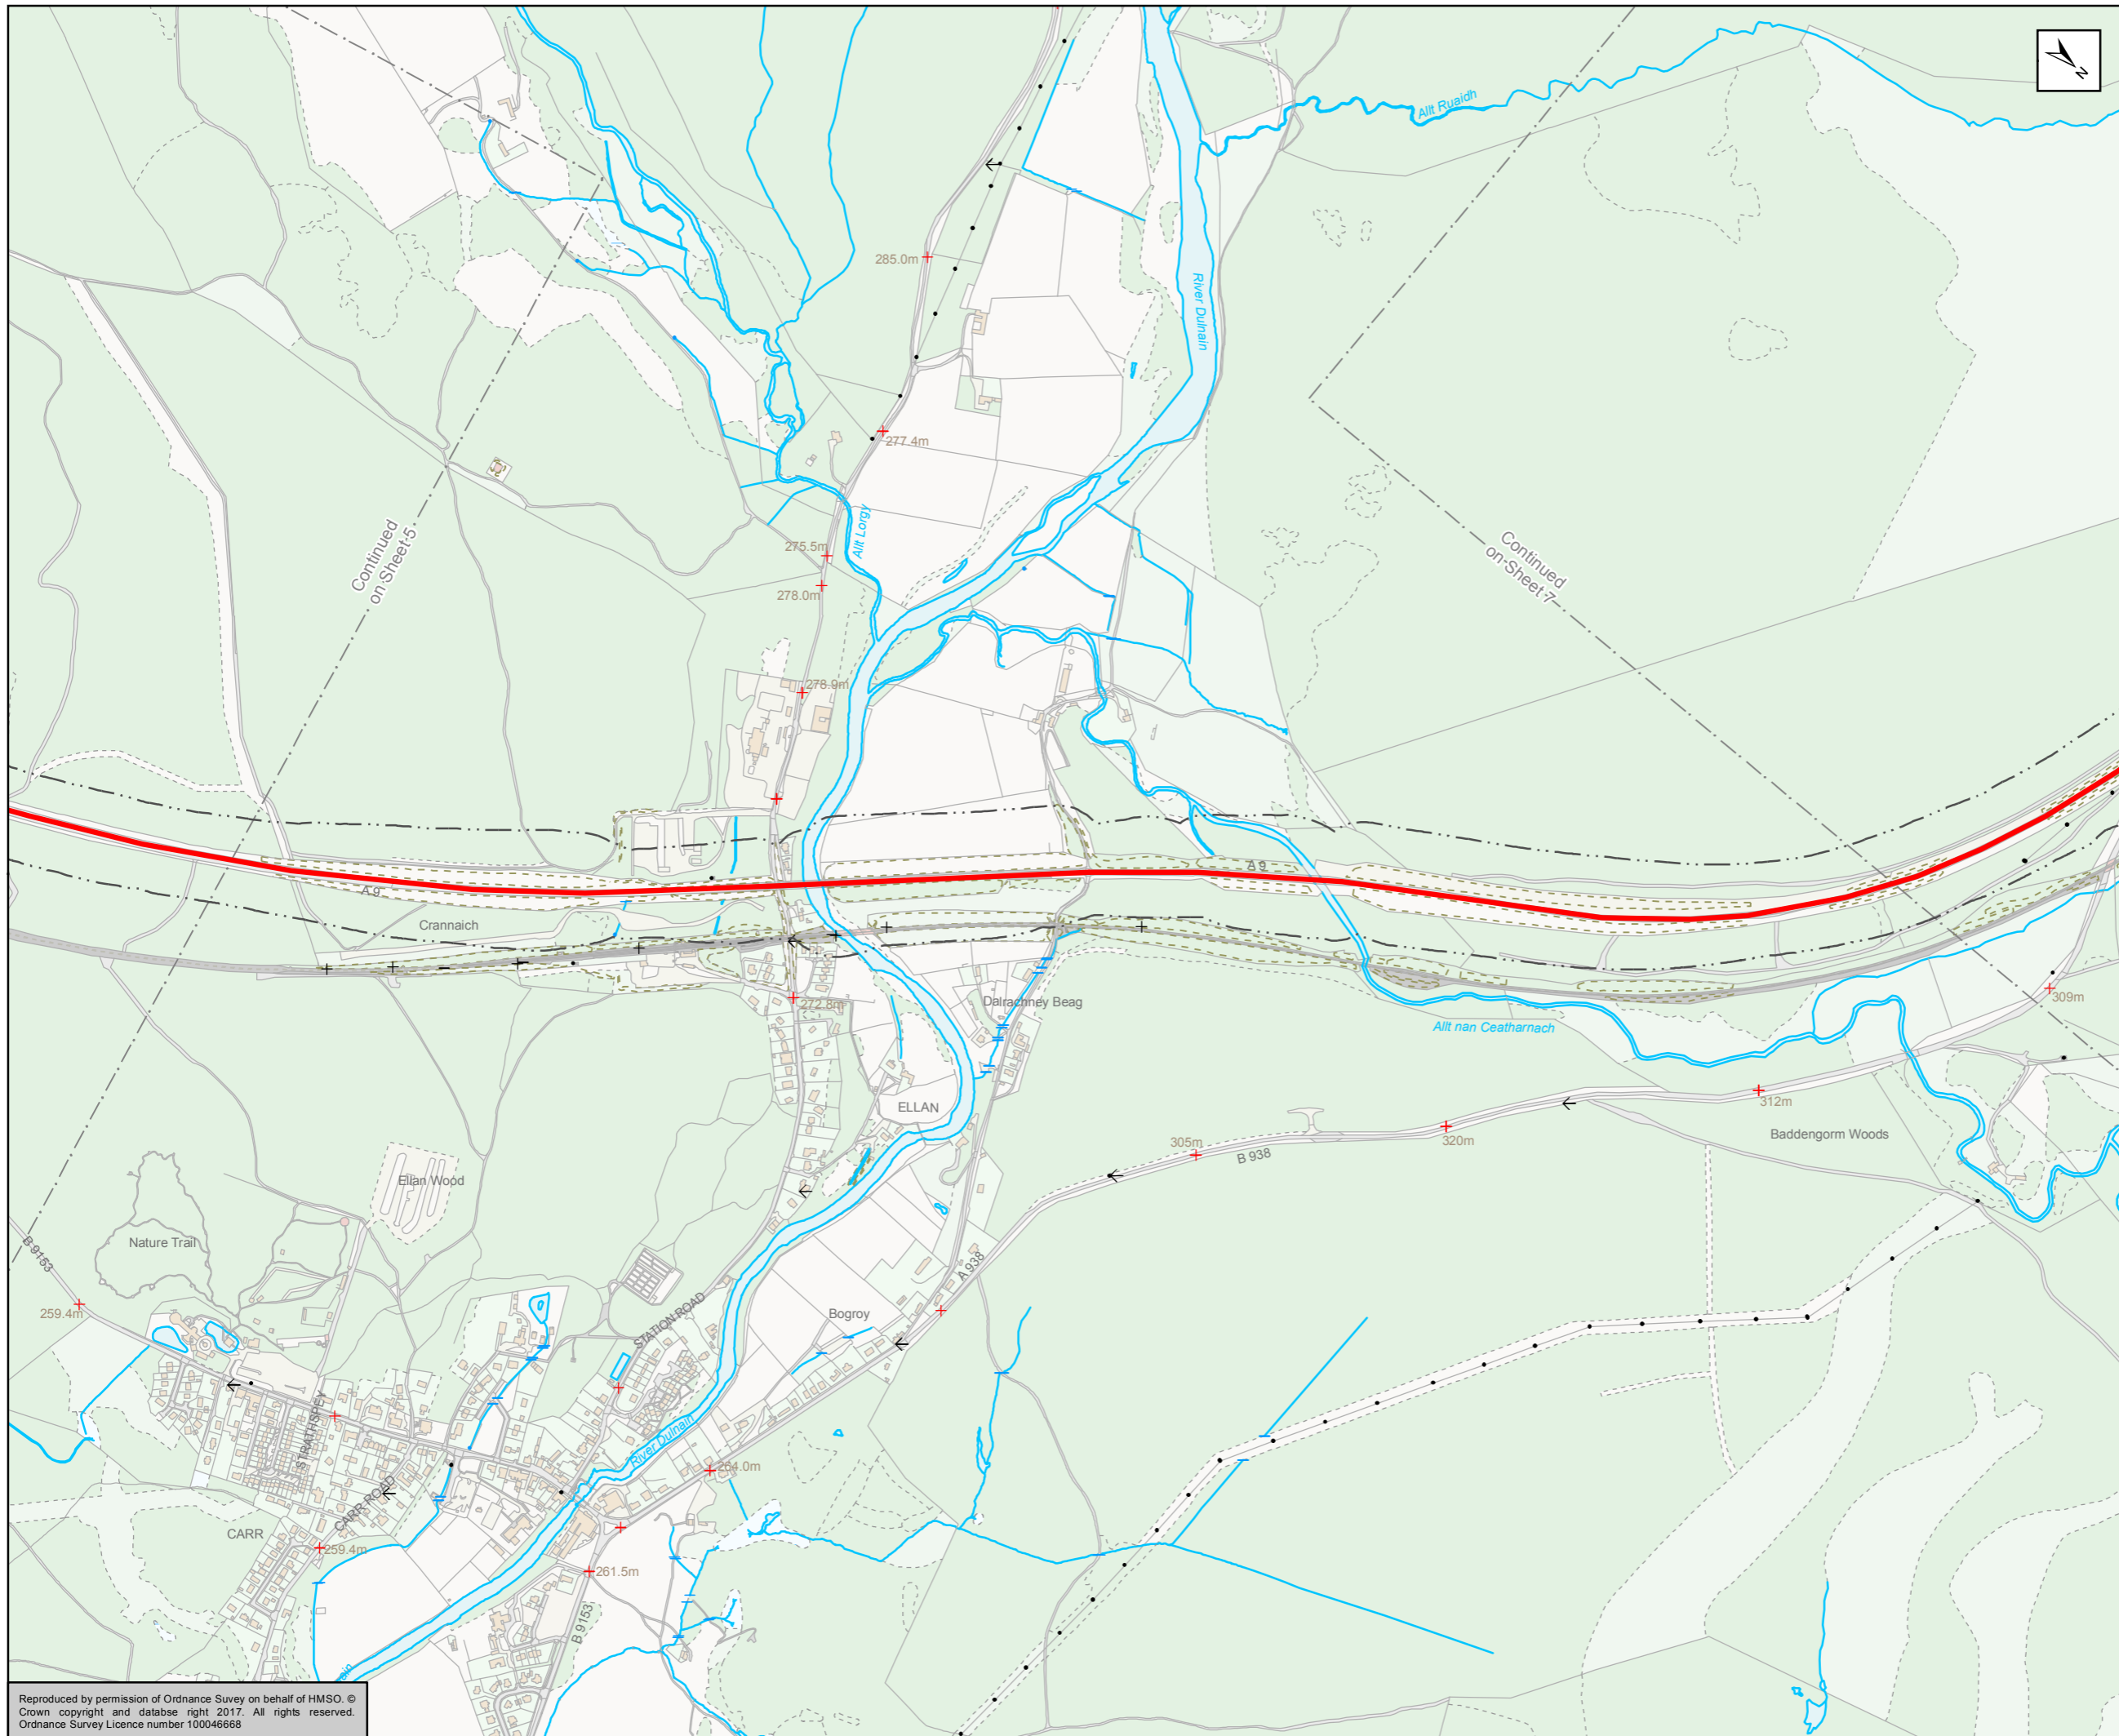 N
Allt Ruaidh
285.0m
River Dulnain
277.4m
Continued
on Sheet 5
Allt Lorgy
275.5m
278.0m
Continued
on Sheet 7
278.9m
A 9
A 9
Crannaich
272.8m
Dalrachney Beag
309m
Allt nan Ceatharnach
ELLAN
312m
320m
305m
B 938
Baddengorm Woods
Ellan Wood
Nature Trail
B 9153
259.4m
A 938
Bogroy
STATION ROAD
STRATHSPEY
River Dulnain
264.0m
CARR ROAD
CARR
259.4m
261.5m
B 9153
ain
Reproduced by permission of Ordnance Suvey on behalf of HMSO. ©
Crown copyright and databse right 2017. All rights reserved.
Ordnance Survey Licence number 100046668